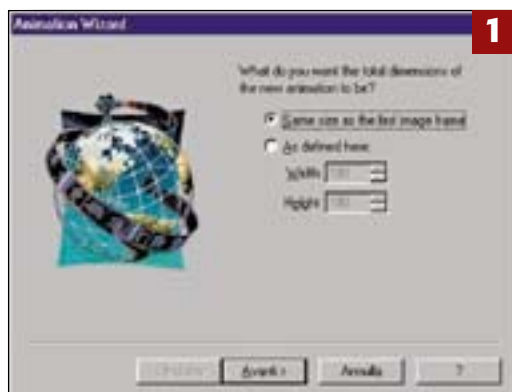 Animation Wizard
1
What do you want the total dimensions of
the new animation to be?
Same size as the first image frame
As defined here:
Width
Height
Avanti >
Annulla
?